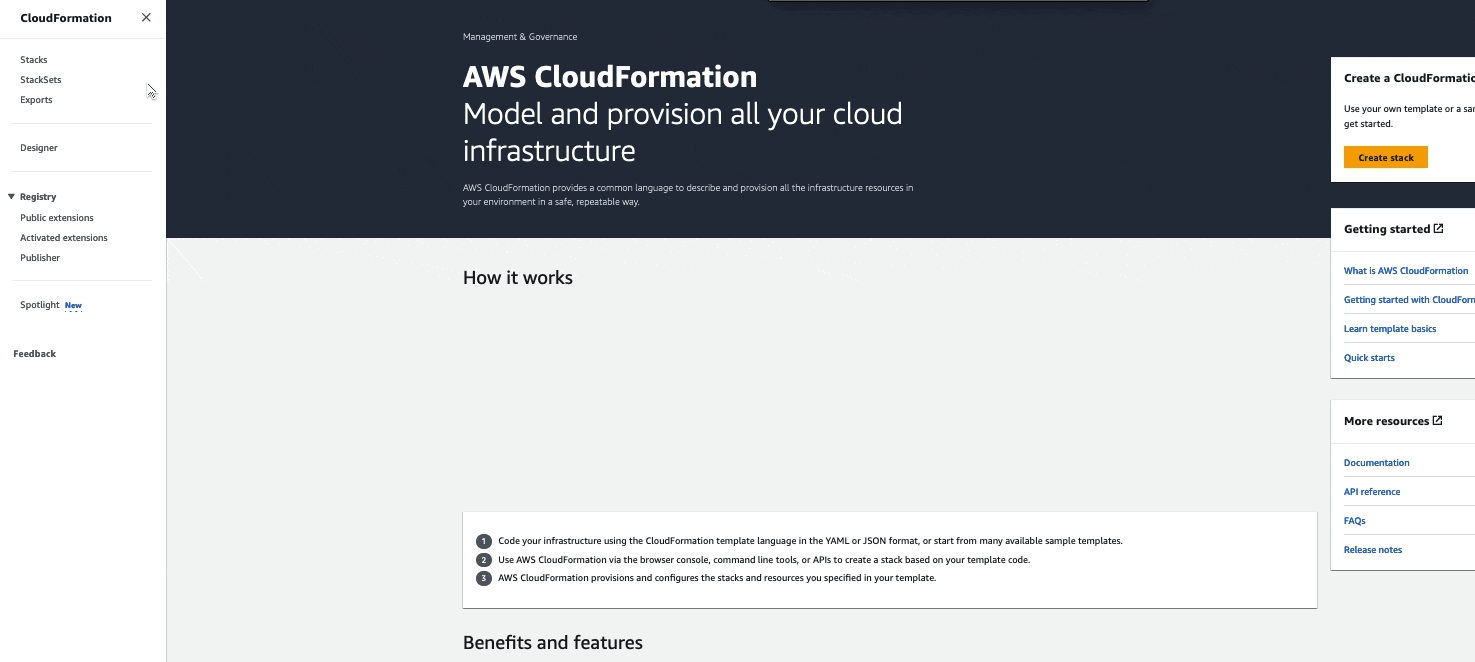 CloudFormation
Stacks
StackSets
Exports
Designer
Registry
Public extensions
Activated extensions
Publisher
Spotlight New
Feedback
Management & Governance
AWS CloudFormation
Model and provision all your cloud
infrastructure
AWS CloudFormation provides a common language to describe and provision all the infrastructure resources in
your environment in a safe, repeatable way.
How it works
1 Code your infrastructure using the CloudFormation template language in the YAML or JSON format, or start from many available sample templates.
2 Use AWS CloudFormation via the browser console, command line tools, or APIs to create a stack based on your template code.
3 AWS CloudFormation provisions and configures the stacks and resources you specified in your template.
Benefits and features
Create a CloudFormatic
Use your own template or a sar
get started.
Create stack
Getting started
What is AWS CloudFormation
Getting started with CloudForn
Learn template basics
Quick starts
More resources
Documentation
API reference
FAQs
Release notes